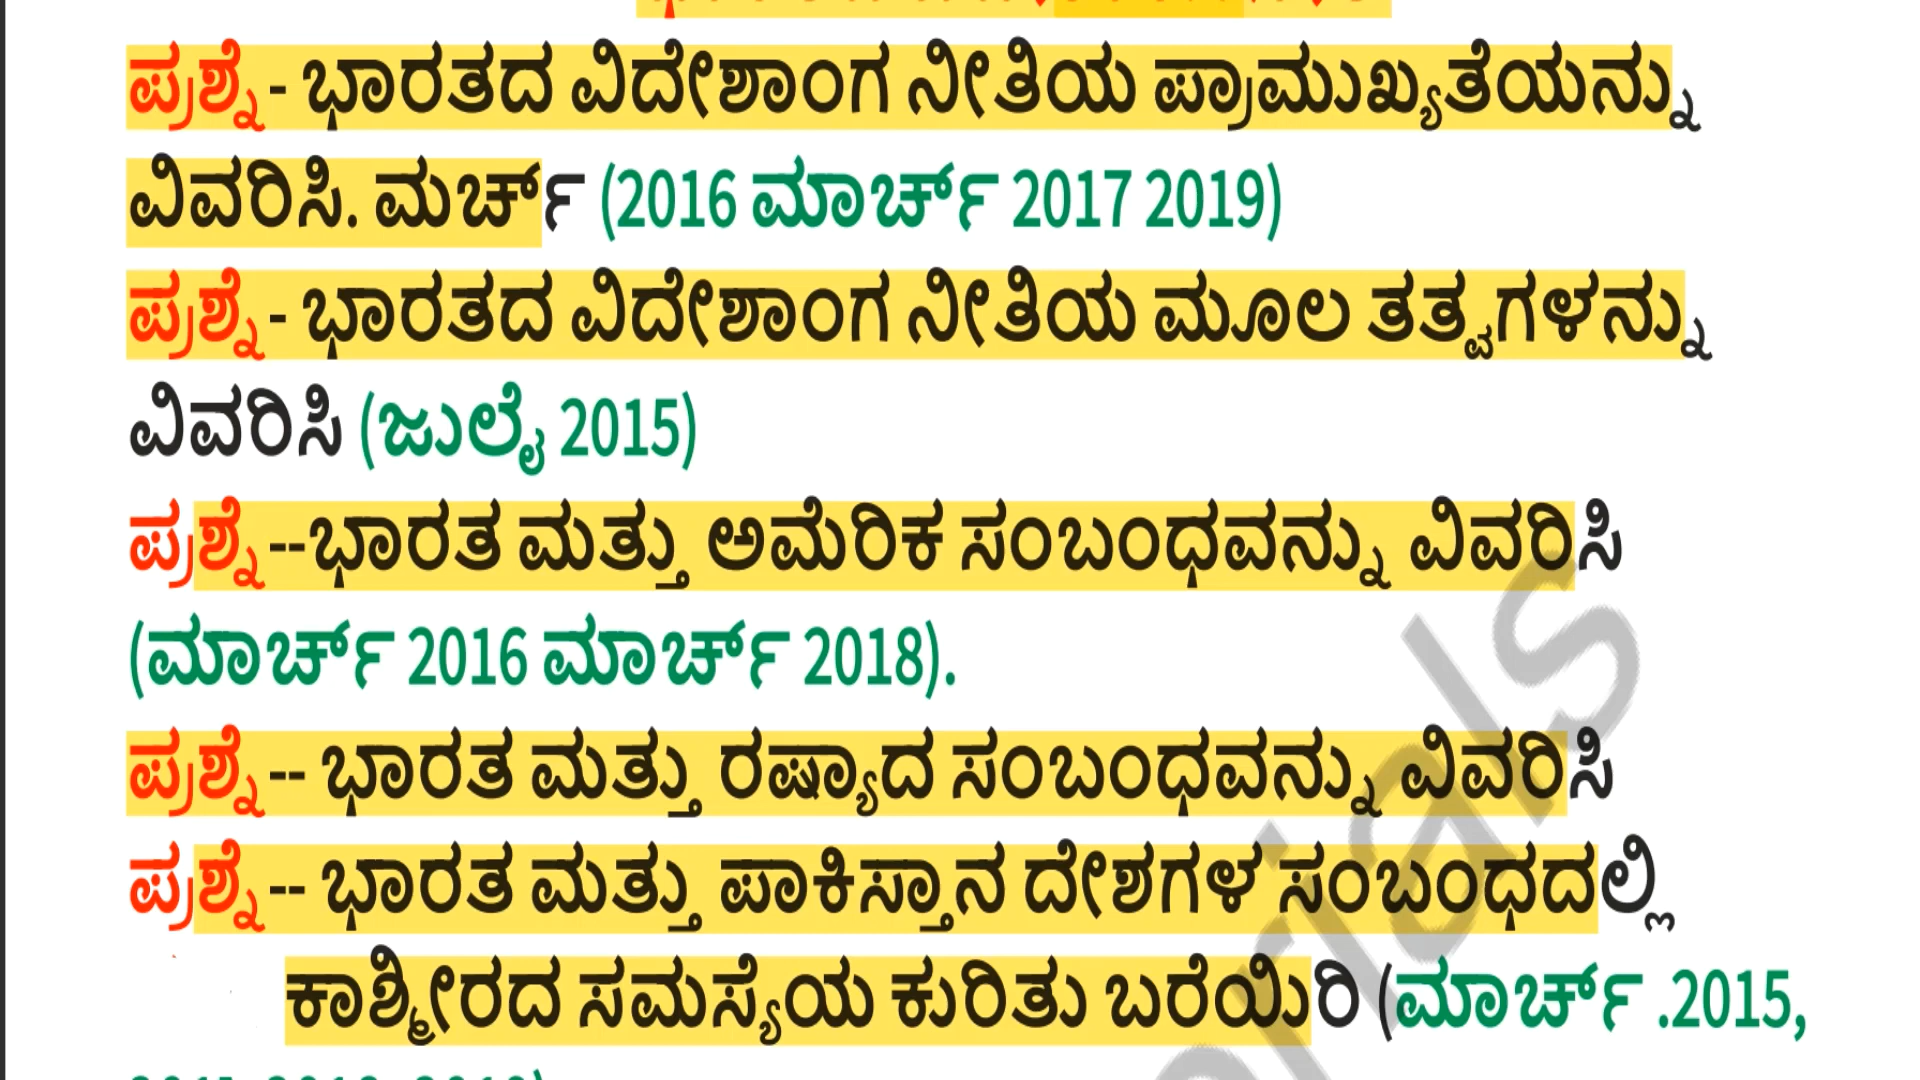 ಪ್ರಶ್ನೆ- ಭಾರತದ ವಿದೇಶಾಂಗ ನೀತಿಯ ಪ್ರಾಮುಖ್ಯತೆಯನ್ನು
ವಿವರಿಸಿ. ಮರ್ಚ್ (2016 ಮಾರ್ಚ್ 2017 2019)
ಪ್ರಶ್ನೆ- ಭಾರತದ ವಿದೇಶಾಂಗ ನೀತಿಯ ಮೂಲ ತತ್ವಗಳನ್ನು
ವಿವರಿಸಿ (ಜುಲೈ 2015)
ಪ್ರಶ್ನೆ --ಭಾರತ ಮತ್ತು ಅಮೆರಿಕ ಸಂಬಂಧವನ್ನು ವಿವರಿಸಿ
(ಮಾರ್ಚ್ 2016 ಮಾರ್ಚ್ 2018).
ಪ್ರಶ್ನೆ -- ಭಾರತ ಮತ್ತು ರಷ್ಯಾದ ಸಂಬಂಧವನ್ನು ವಿವರಿಸಿ
ಪ್ರಶ್ನೆ -- ಭಾರತ ಮತ್ತು ಪಾಕಿಸ್ತಾನ ದೇಶಗಳ ಸಂಬಂಧದಲ್ಲಿ
ಕಾಶ್ಮೀರದ ಸಮಸ್ಯೆಯ ಕುರಿತು ಬರೆಯಿರಿ (ಮಾರ್ಚ್ .2015,